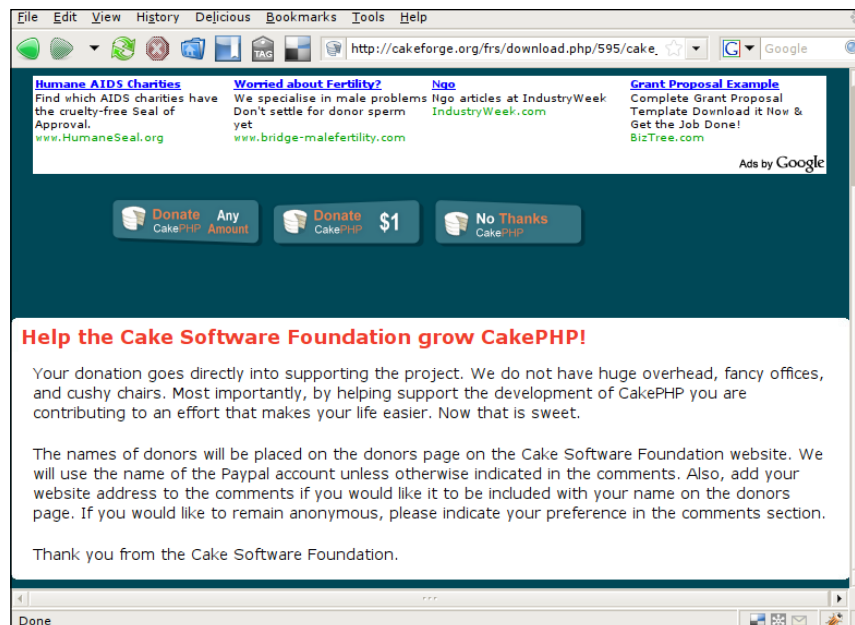 File Edit View History Delicious Bookmarks Tools Help
TAG http://cakeforge.org/frs/download.php/595/cake_ G Google
Humane AIDS Charities
Find which AIDS charities have
the cruelty-free Seal of
Approval.
www.HumaneSeal.org
Worried about Fertility?
We specialise in male problems
Don't settle for donor sperm
yet
www.bridge-malefertility.com
Ngo
Ngo articles at IndustryWeek
IndustryWeek.com
Grant Proposal Example
Complete Grant Proposal
Template Download it Now &
Get the Job Done!
BizTree.com
Ads by Google
Donate Any
CakePHP Amount
Donate $1
CakePHP
No Thanks
CakePHP
Help the Cake Software Foundation grow CakePHP!
Your donation goes directly into supporting the project. We do not have huge overhead, fancy offices,
and cushy chairs. Most importantly, by helping support the development of CakePHP you are
contributing to an effort that makes your life easier. Now that is sweet.
The names of donors will be placed on the donors page on the Cake Software Foundation website. We
will use the name of the Paypal account unless otherwise indicated in the comments. Also, add your
website address to the comments if you would like it to be included with your name on the donors
page. If you would like to remain anonymous, please indicate your preference in the comments section.
Thank you from the Cake Software Foundation.
Done